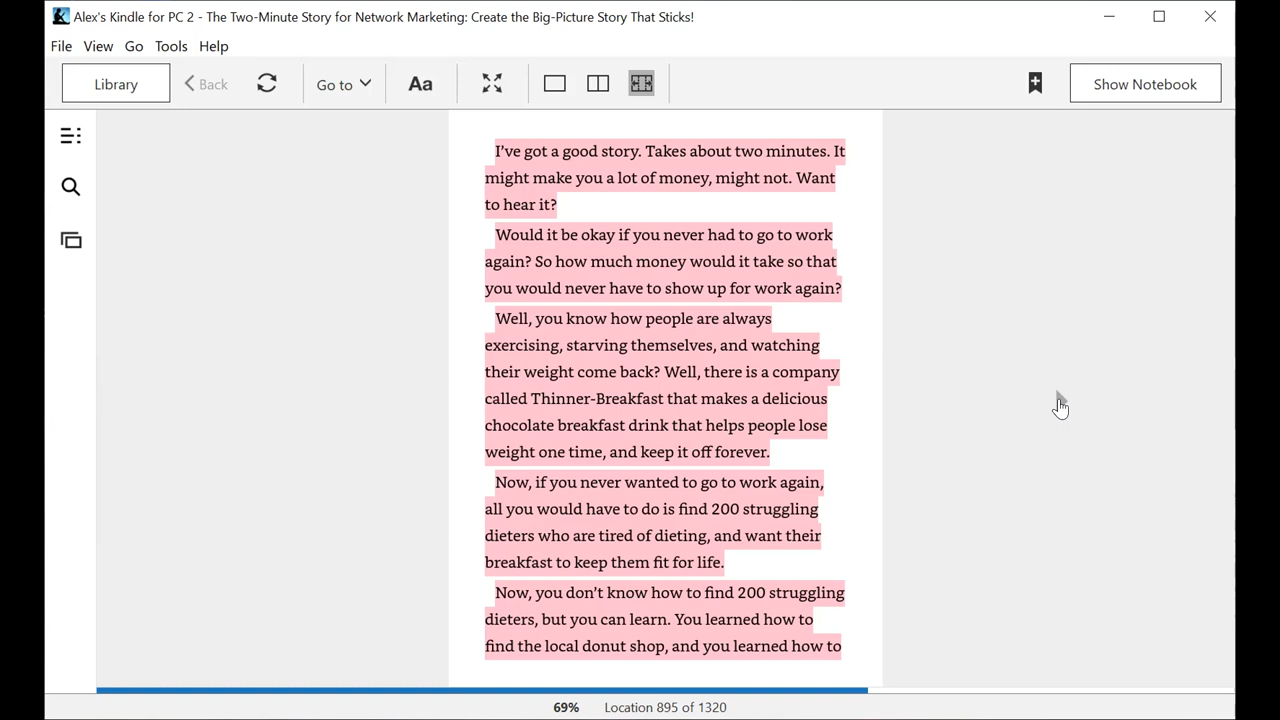 Alex's Kindle for PC 2 - The Two-Minute Story for Network Marketing: Create the Big-Picture Story That Sticks!
File View Go Tools Help
Library Back Go to Aa Show Notebook
I’ve got a good story. Takes about two minutes. It
might make you a lot of money, might not. Want
to hear it?
Would it be okay if you never had to go to work
again? So how much money would it take so that
you would never have to show up for work again?
Well, you know how people are always
exercising, starving themselves, and watching
their weight come back? Well, there is a company
called Thinner-Breakfast that makes a delicious
chocolate breakfast drink that helps people lose
weight one time, and keep it off forever.
Now, if you never wanted to go to work again,
all you would have to do is find 200 struggling
dieters who are tired of dieting, and want their
breakfast to keep them fit for life.
Now, you don’t know how to find 200 struggling
dieters, but you can learn. You learned how to
find the local donut shop, and you learned how to
69% Location 895 of 1320